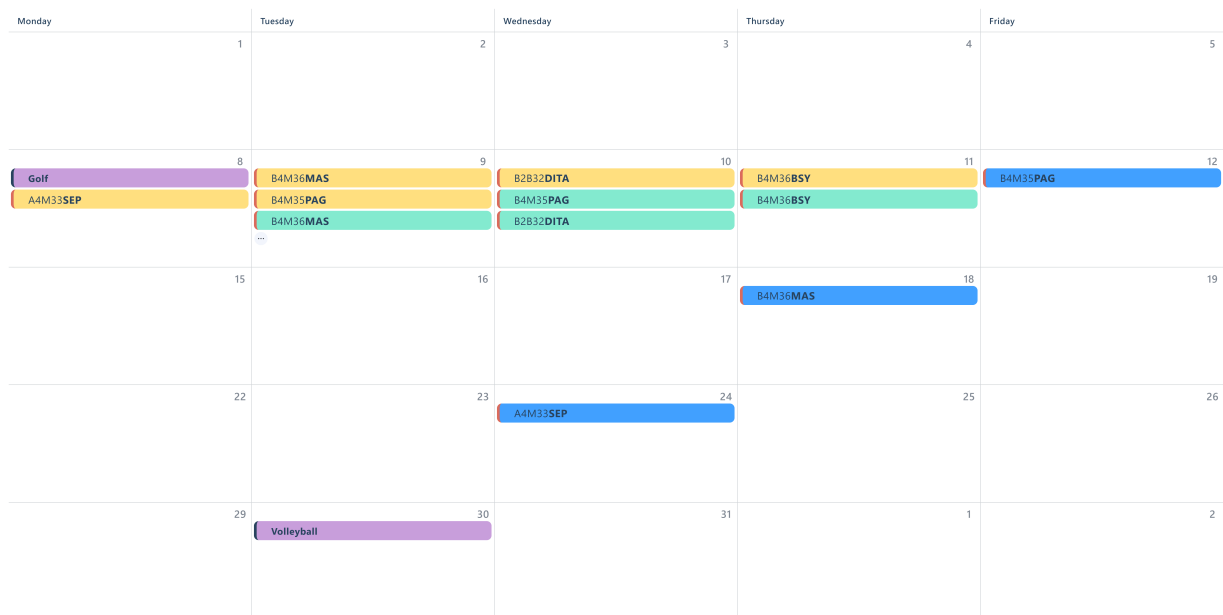 Monday Tuesday Wednesday Thursday Friday
1 2 3 4 5
8 9 10 11 12
Golf B4M36MAS B2B32DITA B4M36BSY B4M35PAG
A4M33SEP B4M35PAG B4M35PAG B4M36BSY
B4M36MAS B2B32DITA
...
15 16 17 18 19
B4M36MAS
22 23 24 25 26
A4M33SEP
29 30 31 1 2
Volleyball